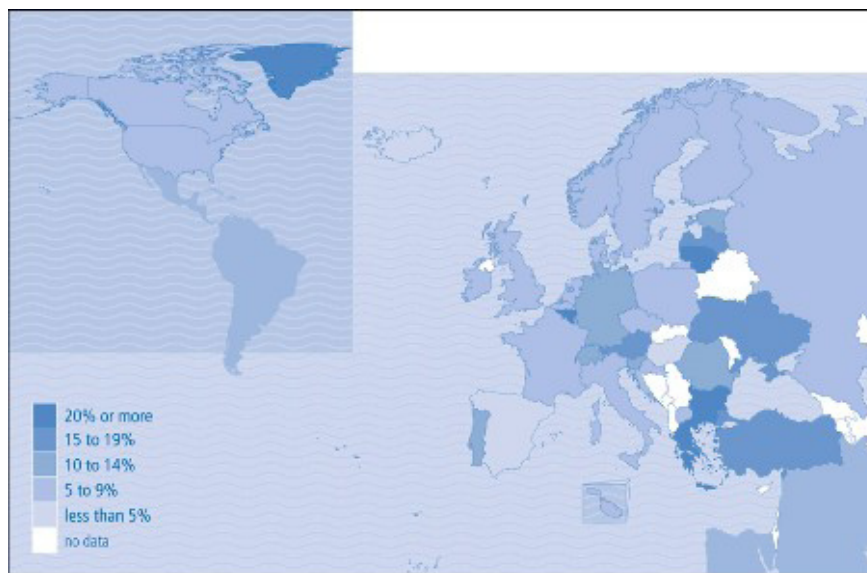 20% or more
15 to 19%
10 to 14%
5 to 9%
less than 5%
no data